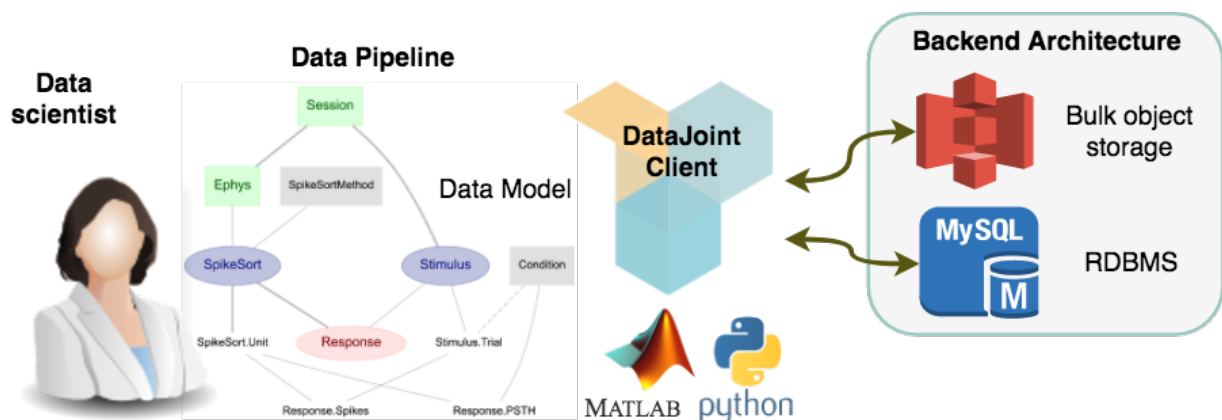 Data
scientist
Data Pipeline
Session
Ephys
SpikeSortMethod
Data Model
SpikeSort
Stimulus
Condition
SpikeSort.Unit
Response
Stimulus.Trial
Response.Spikes
Response.PSTH
DataJoint
Client
MATLAB
python
Backend Architecture
Bulk object
storage
MySQL
M
RDBMS